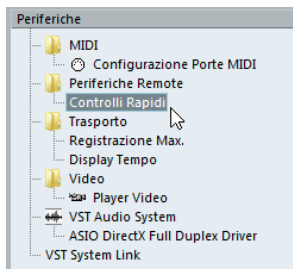 Periferiche
MIDI
Configurazione Porte MIDI
Periferiche Remote
Controlli Rapidi
Trasporto
Registrazione Max.
Display Tempo
Video
Player Video
VST Audio System
ASIO DirectX Full Duplex Driver
VST System Link